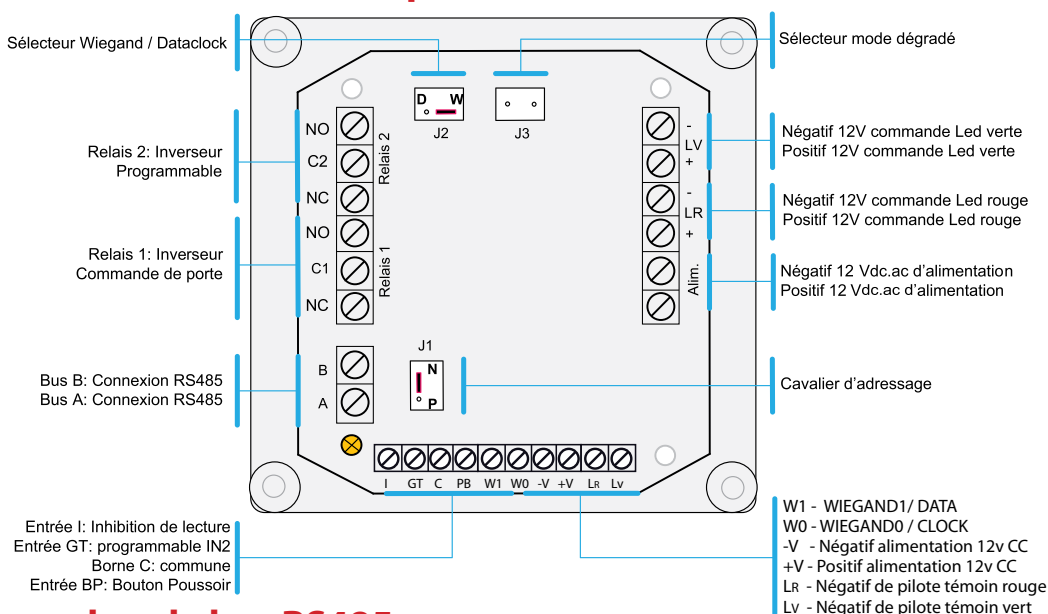 Sélecteur Wiegand / Dataclock
Sélecteur mode dégradé
D W
J2
J3
NO
C2
NC
Relais 2
NO
C1
NC
Relais 1
Relais 2: Inverseur
Programmable
Relais 1: Inverseur
Commande de porte
-
LV
+
-
LR
+
Alim.
Négatif 12V commande Led verte
Positif 12V commande Led verte
Négatif 12V commande Led rouge
Positif 12V commande Led rouge
Négatif 12 Vdc.ac d'alimentation
Positif 12 Vdc.ac d'alimentation
B
A
Bus B: Connexion RS485
Bus A: Connexion RS485
J1
N
P
Cavalier d'adressage
I GT C PB W1 W0 -V +V LR LV
Entrée I: Inhibition de lecture
Entrée GT: programmable IN2
Borne C: commune
Entrée BP: Bouton Poussoir
W1 - WIEGAND1/ DATA
W0 - WIEGAND0 / CLOCK
-V - Négatif alimentation 12v CC
+V - Positif alimentation 12v CC
LR - Négatif de pilote témoin rouge
LV - Négatif de pilote témoin vert
RS485